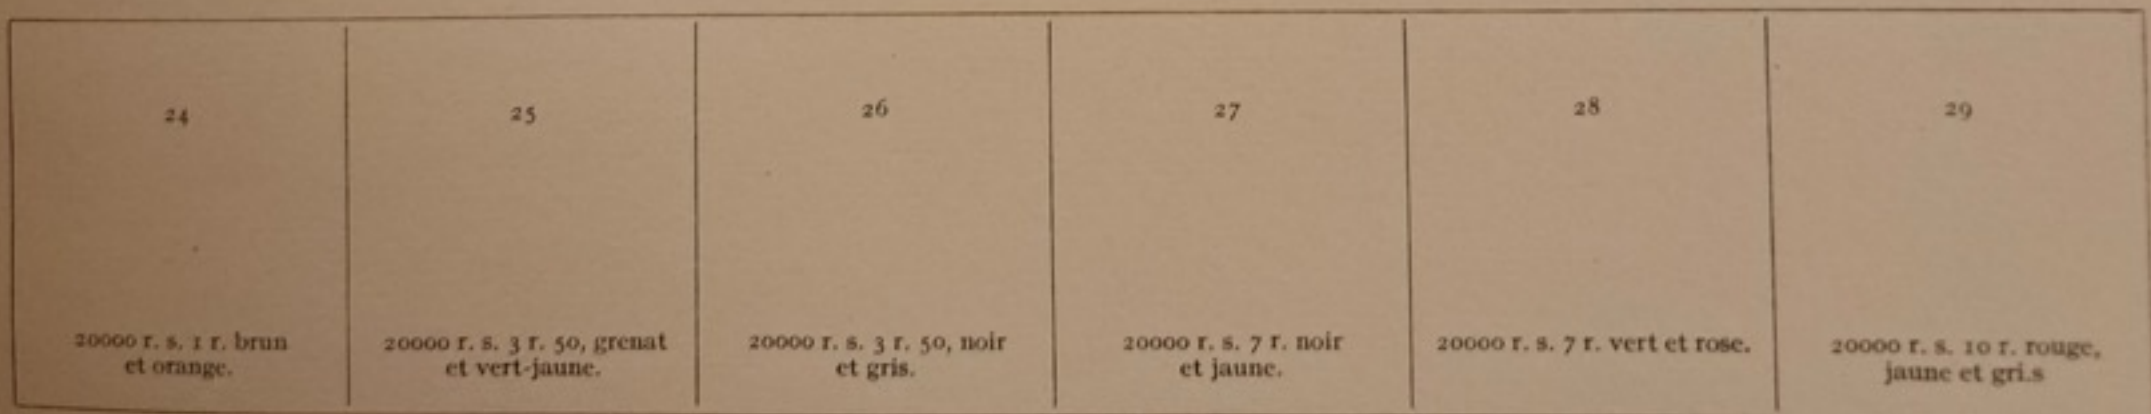 24
20000 r. s. 1 r. brun
et orange.
25
20000 r. s. 3 r. 50, grenat
et vert-jaune.
26
20000 r. s. 3 r. 50, noir
et gris.
27
20000 r. s. 7 r. noir
et jaune.
28
20000 r. s. 7 r. vert et rose.
29
20000 r. s. 10 r. rouge,
jaune et gri.s